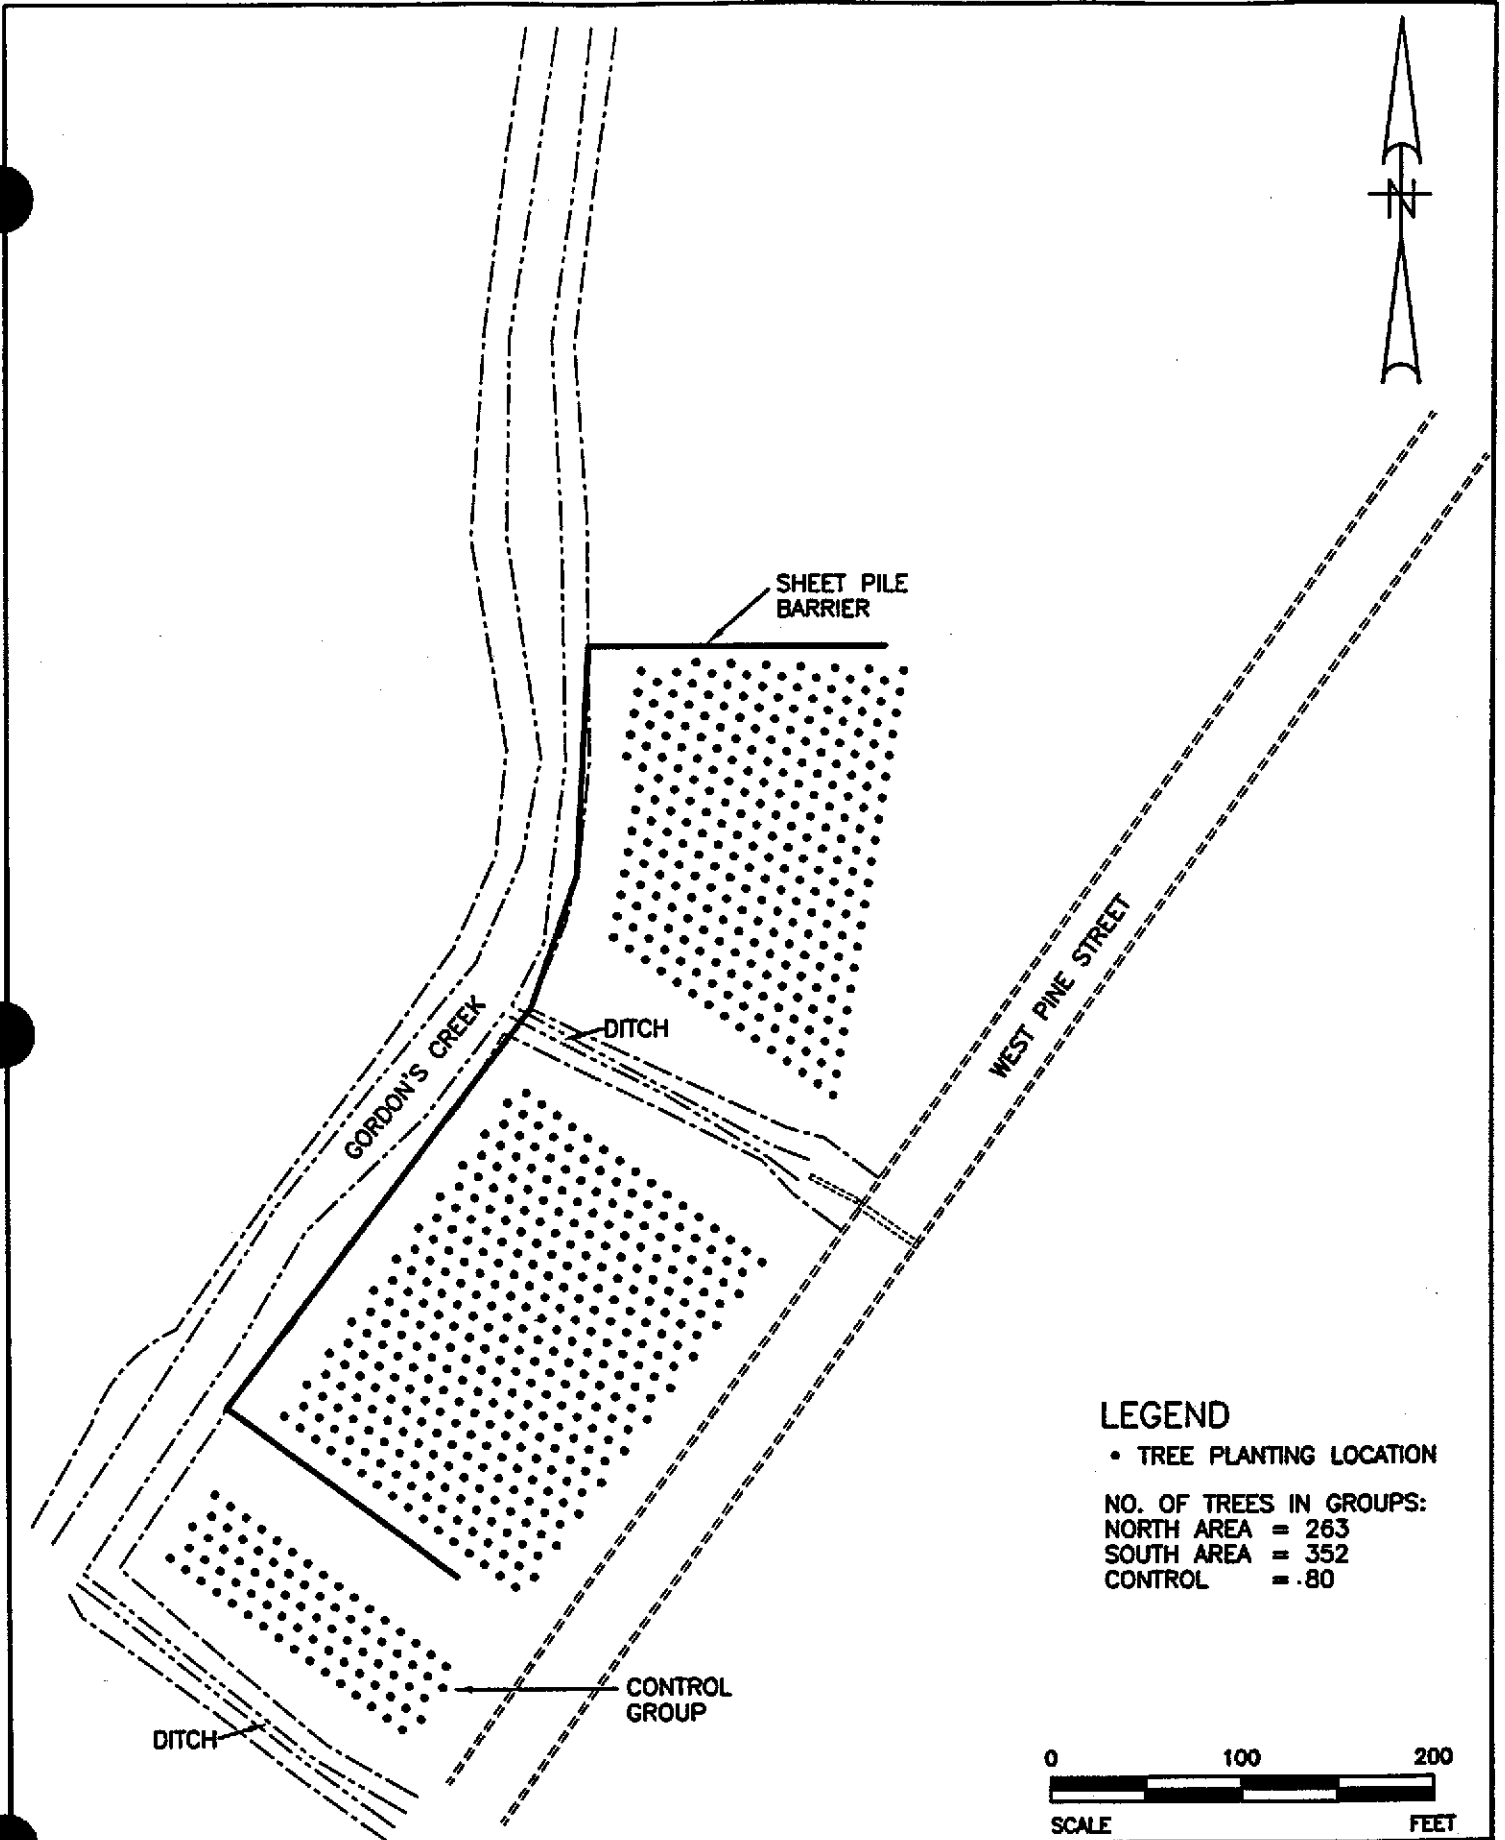 N
SHEET PILE
BARRIER
WEST PINE STREET
GORDON'S CREEK
DITCH
LEGEND
• TREE PLANTING LOCATION
NO. OF TREES IN GROUPS:
NORTH AREA = 263
SOUTH AREA = 352
CONTROL = 80
CONTROL
GROUP
DITCH
0 100 200
SCALE FEET